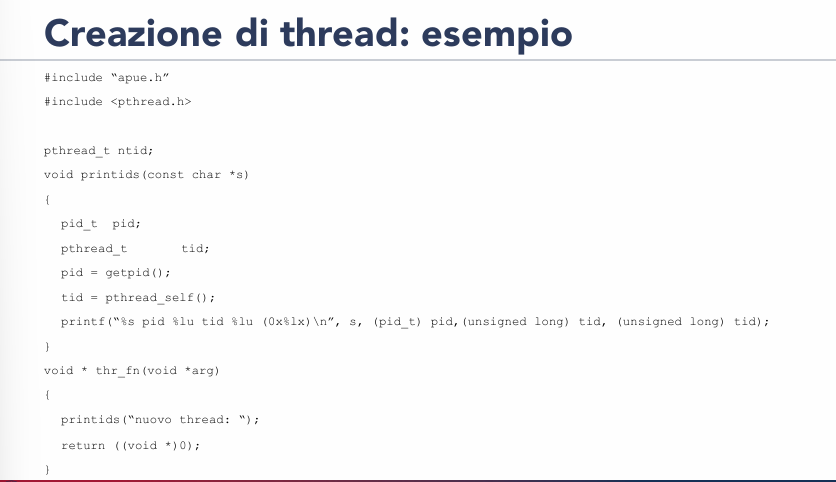 Creazione di thread: esempio
#include “apue.h”
#include <pthread.h>
pthread_t ntid;
void printids(const char *s)
{
pid_t pid;
pthread_t tid;
pid = getpid();
tid = pthread_self();
printf(“%s pid %lu tid %lu (0x%lx)\n”, s, (pid_t) pid,(unsigned long) tid, (unsigned long) tid);
}
void * thr_fn(void *arg)
{
printids(“nuovo thread: “);
return ((void *)0);
}